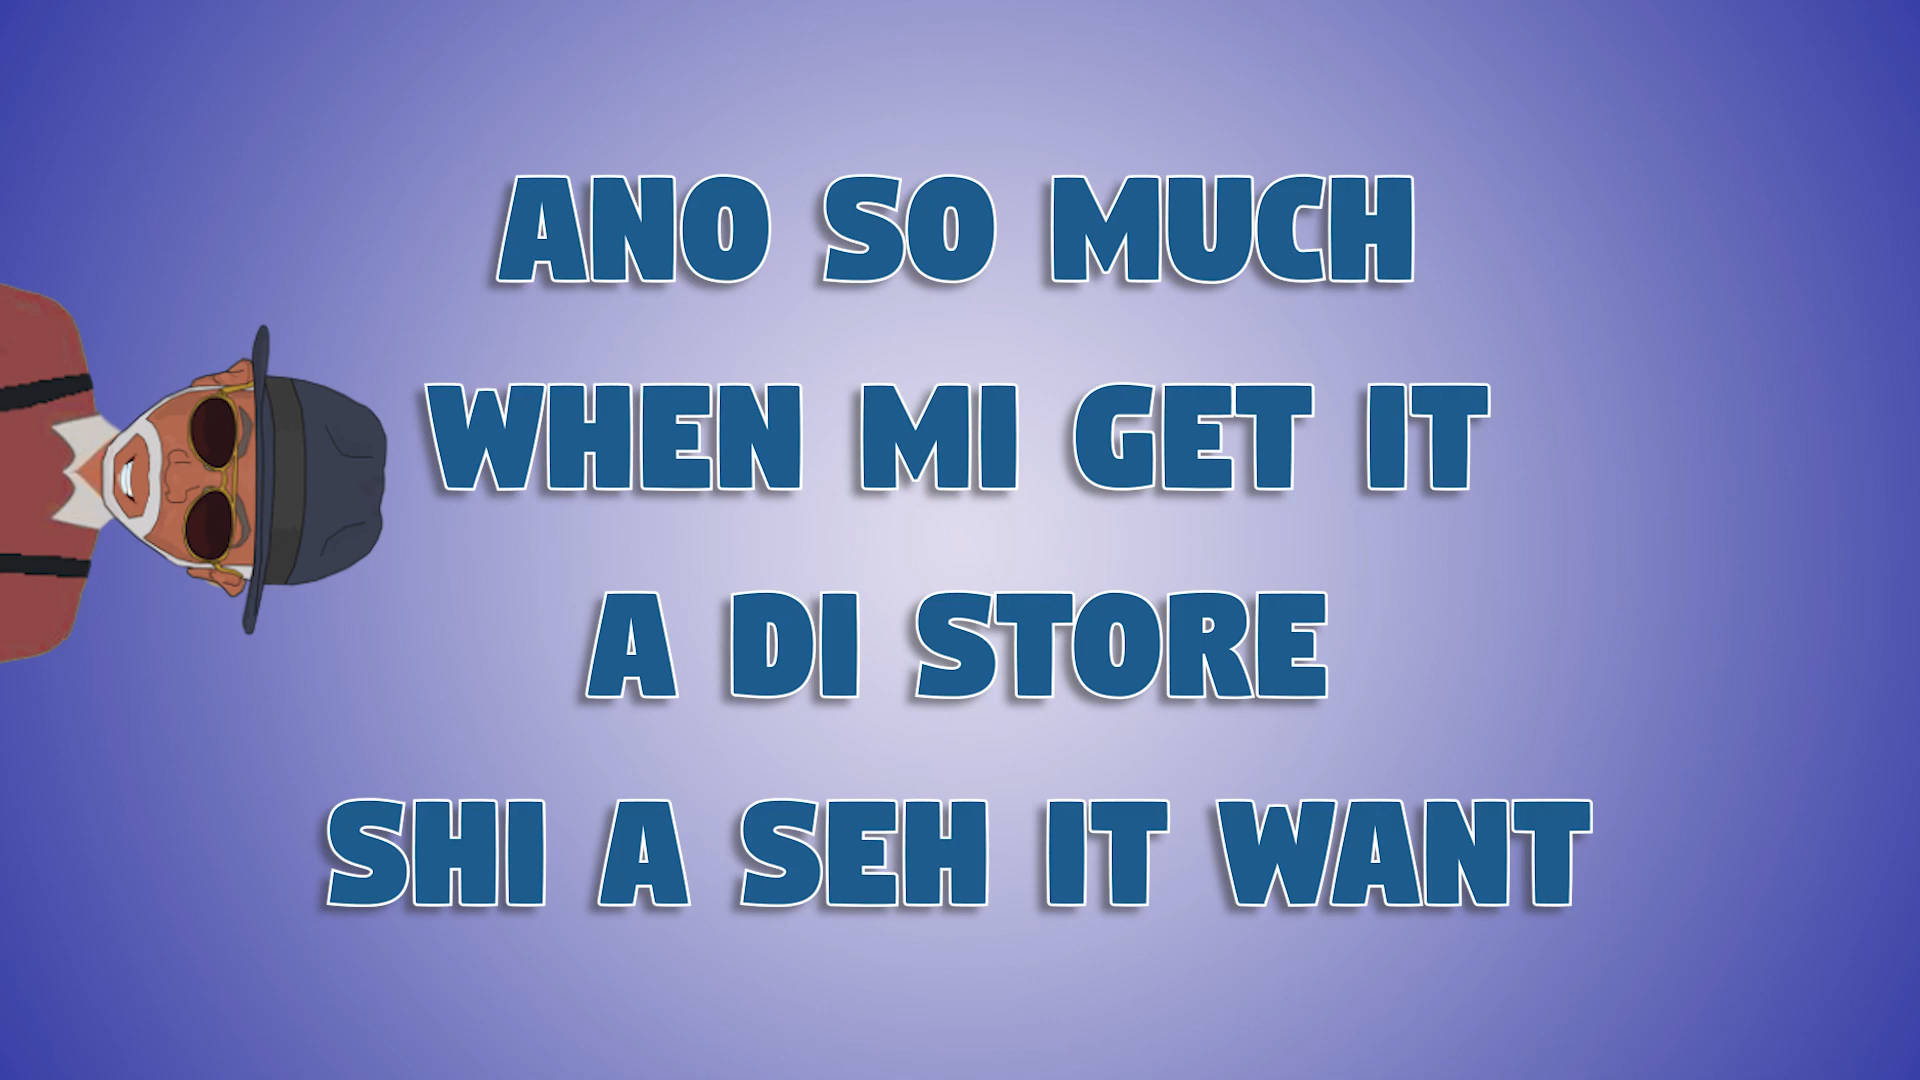 ANO SO MUCH
WHEN MI GET IT
A DI STORE
SHI A SEH IT WANT